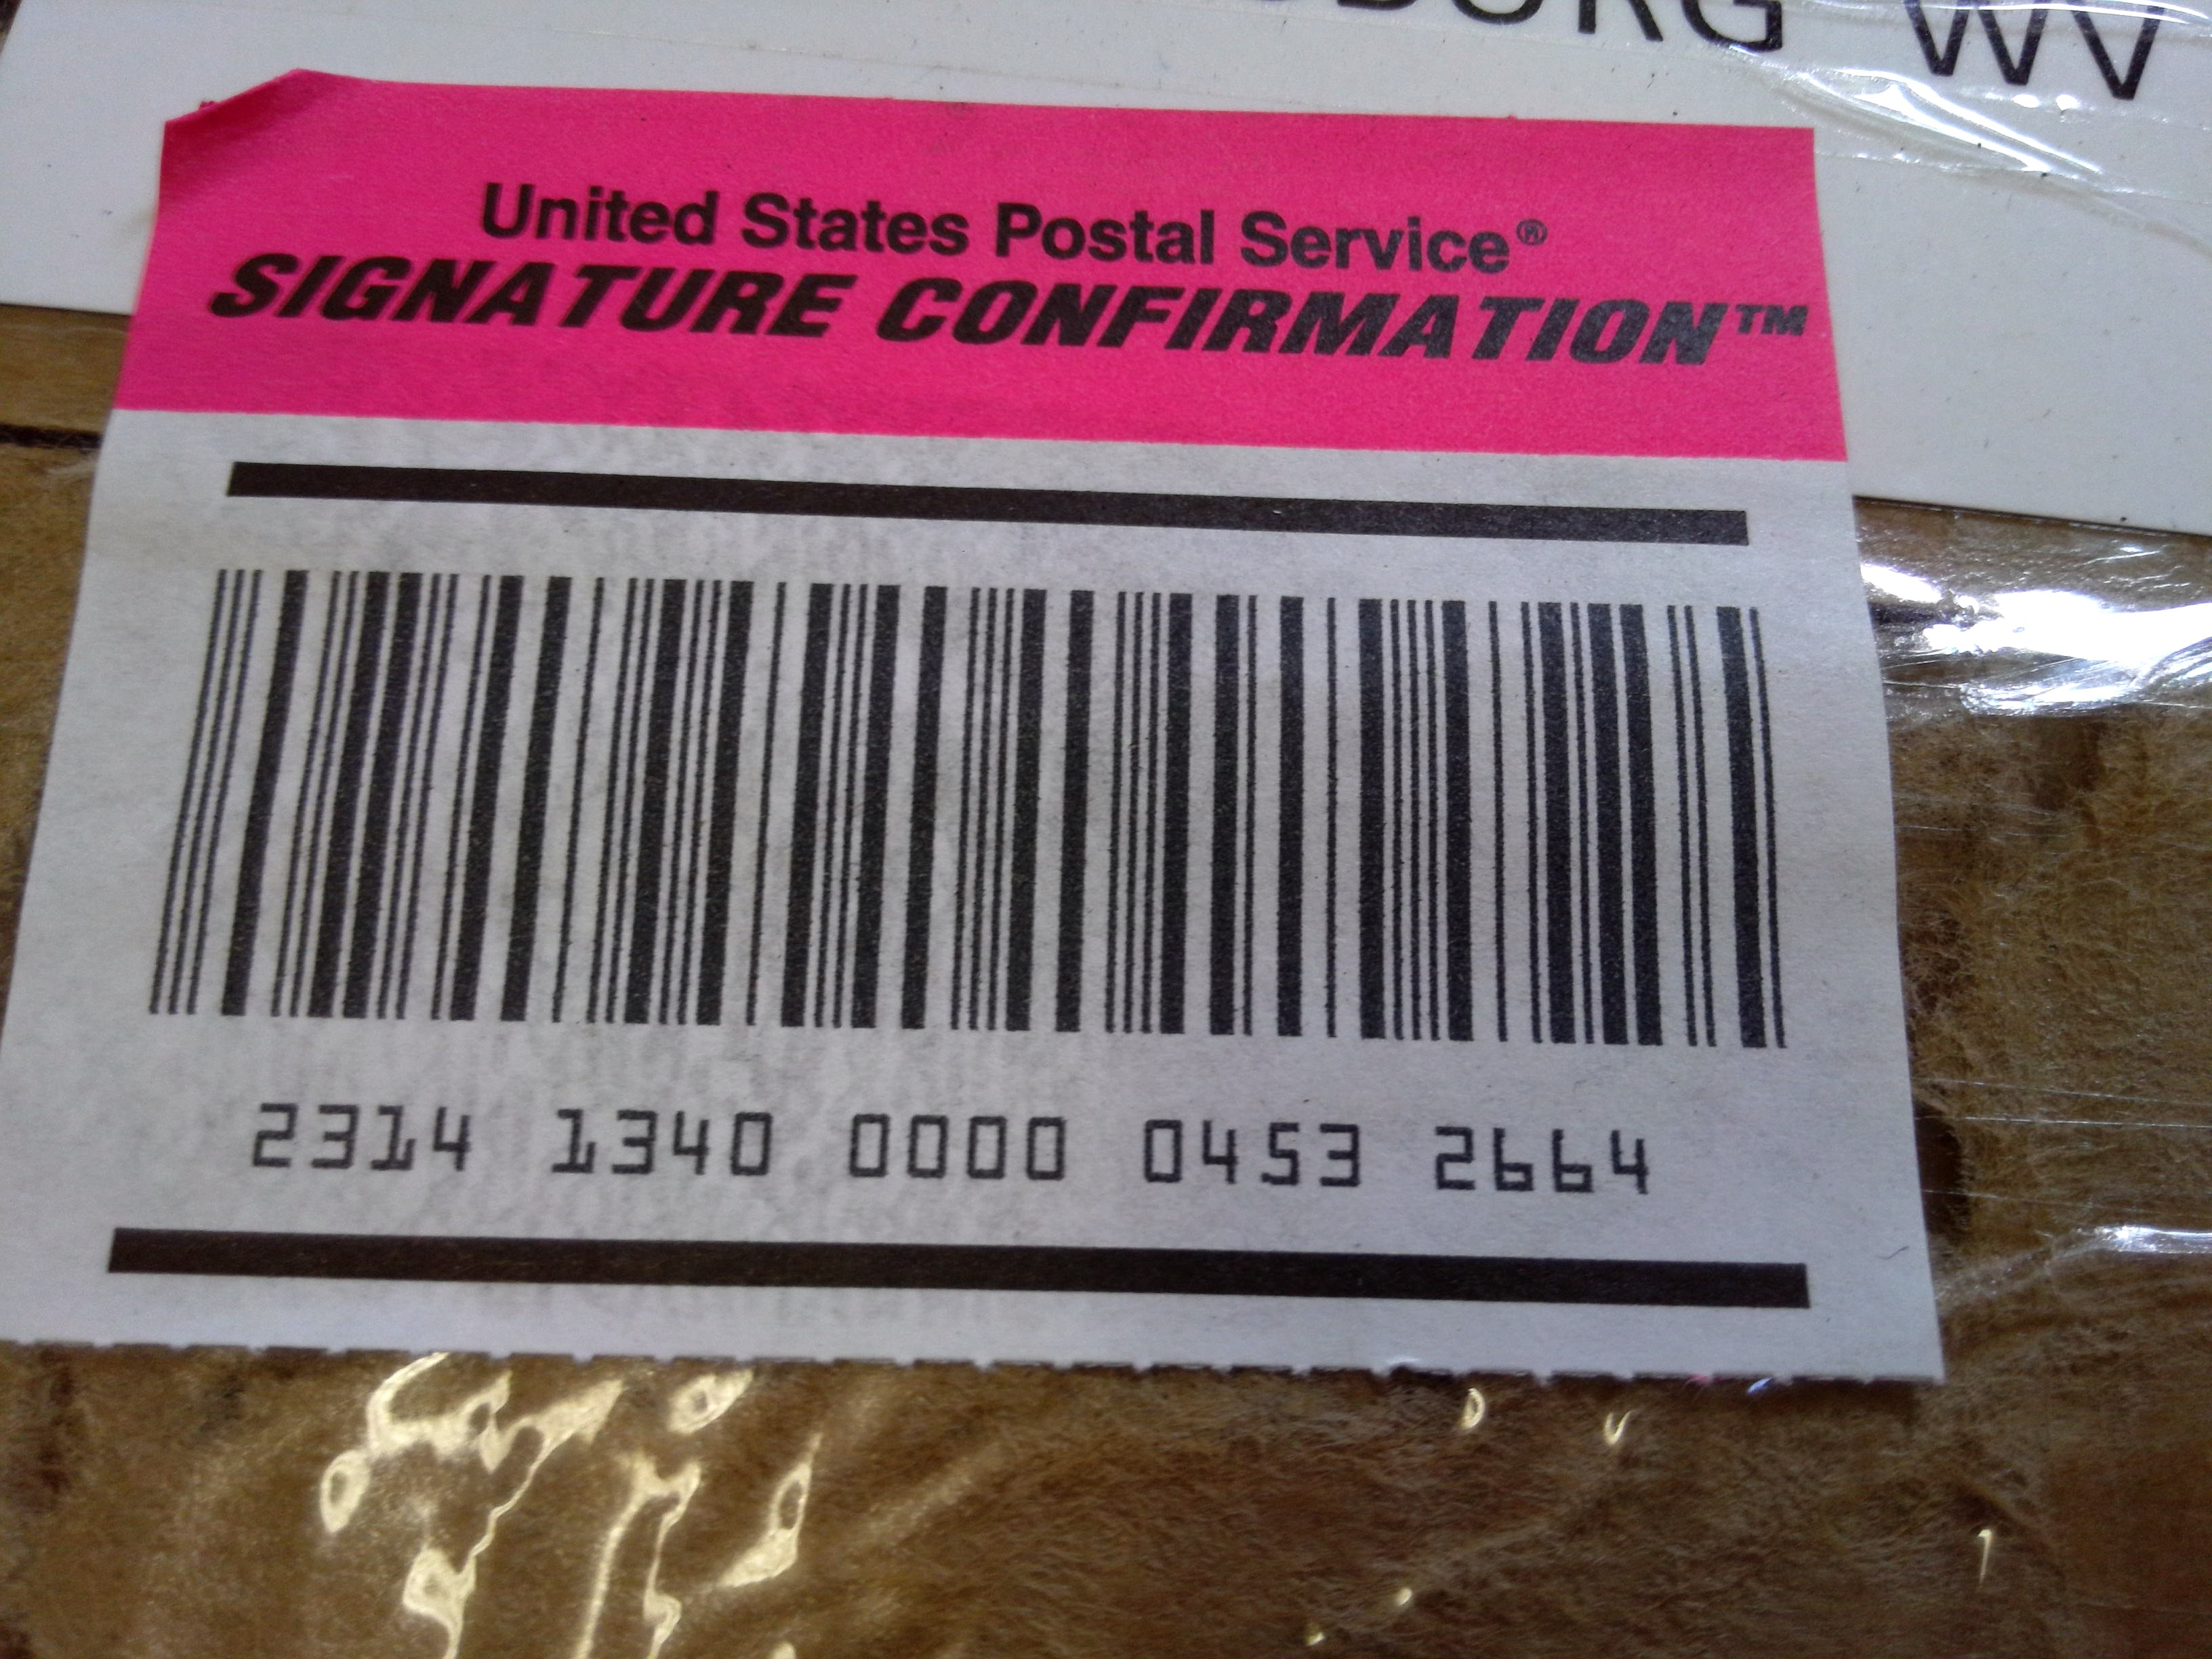 WV
United States Postal Service®
SIGNATURE CONFIRMATION™
2314 1340 0000 0453 2664